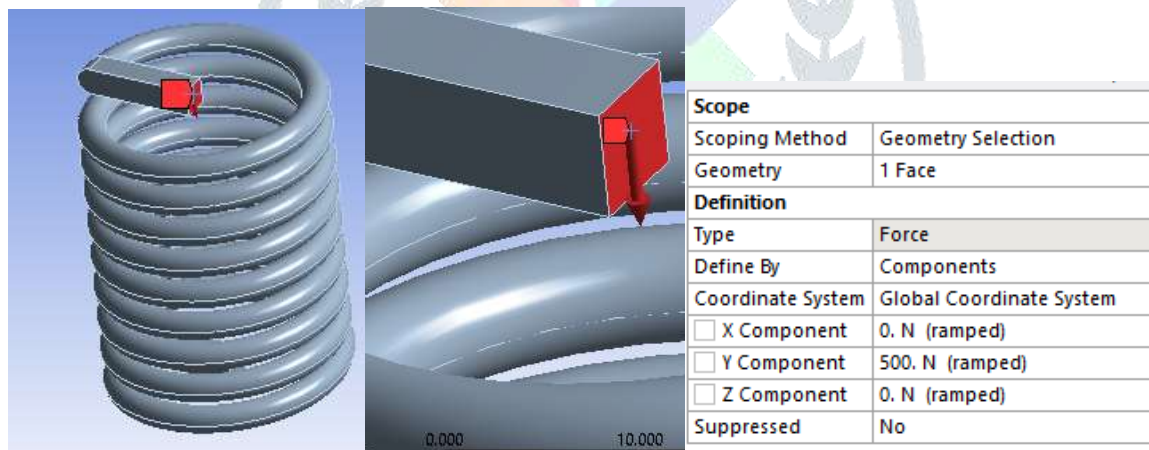 0.000 10.000
Scope
Scoping Method Geometry Selection
Geometry 1 Face
Definition
Type Force
Define By Components
Coordinate System Global Coordinate System
X Component 0. N (ramped)
Y Component 500. N (ramped)
Z Component 0. N (ramped)
Suppressed No